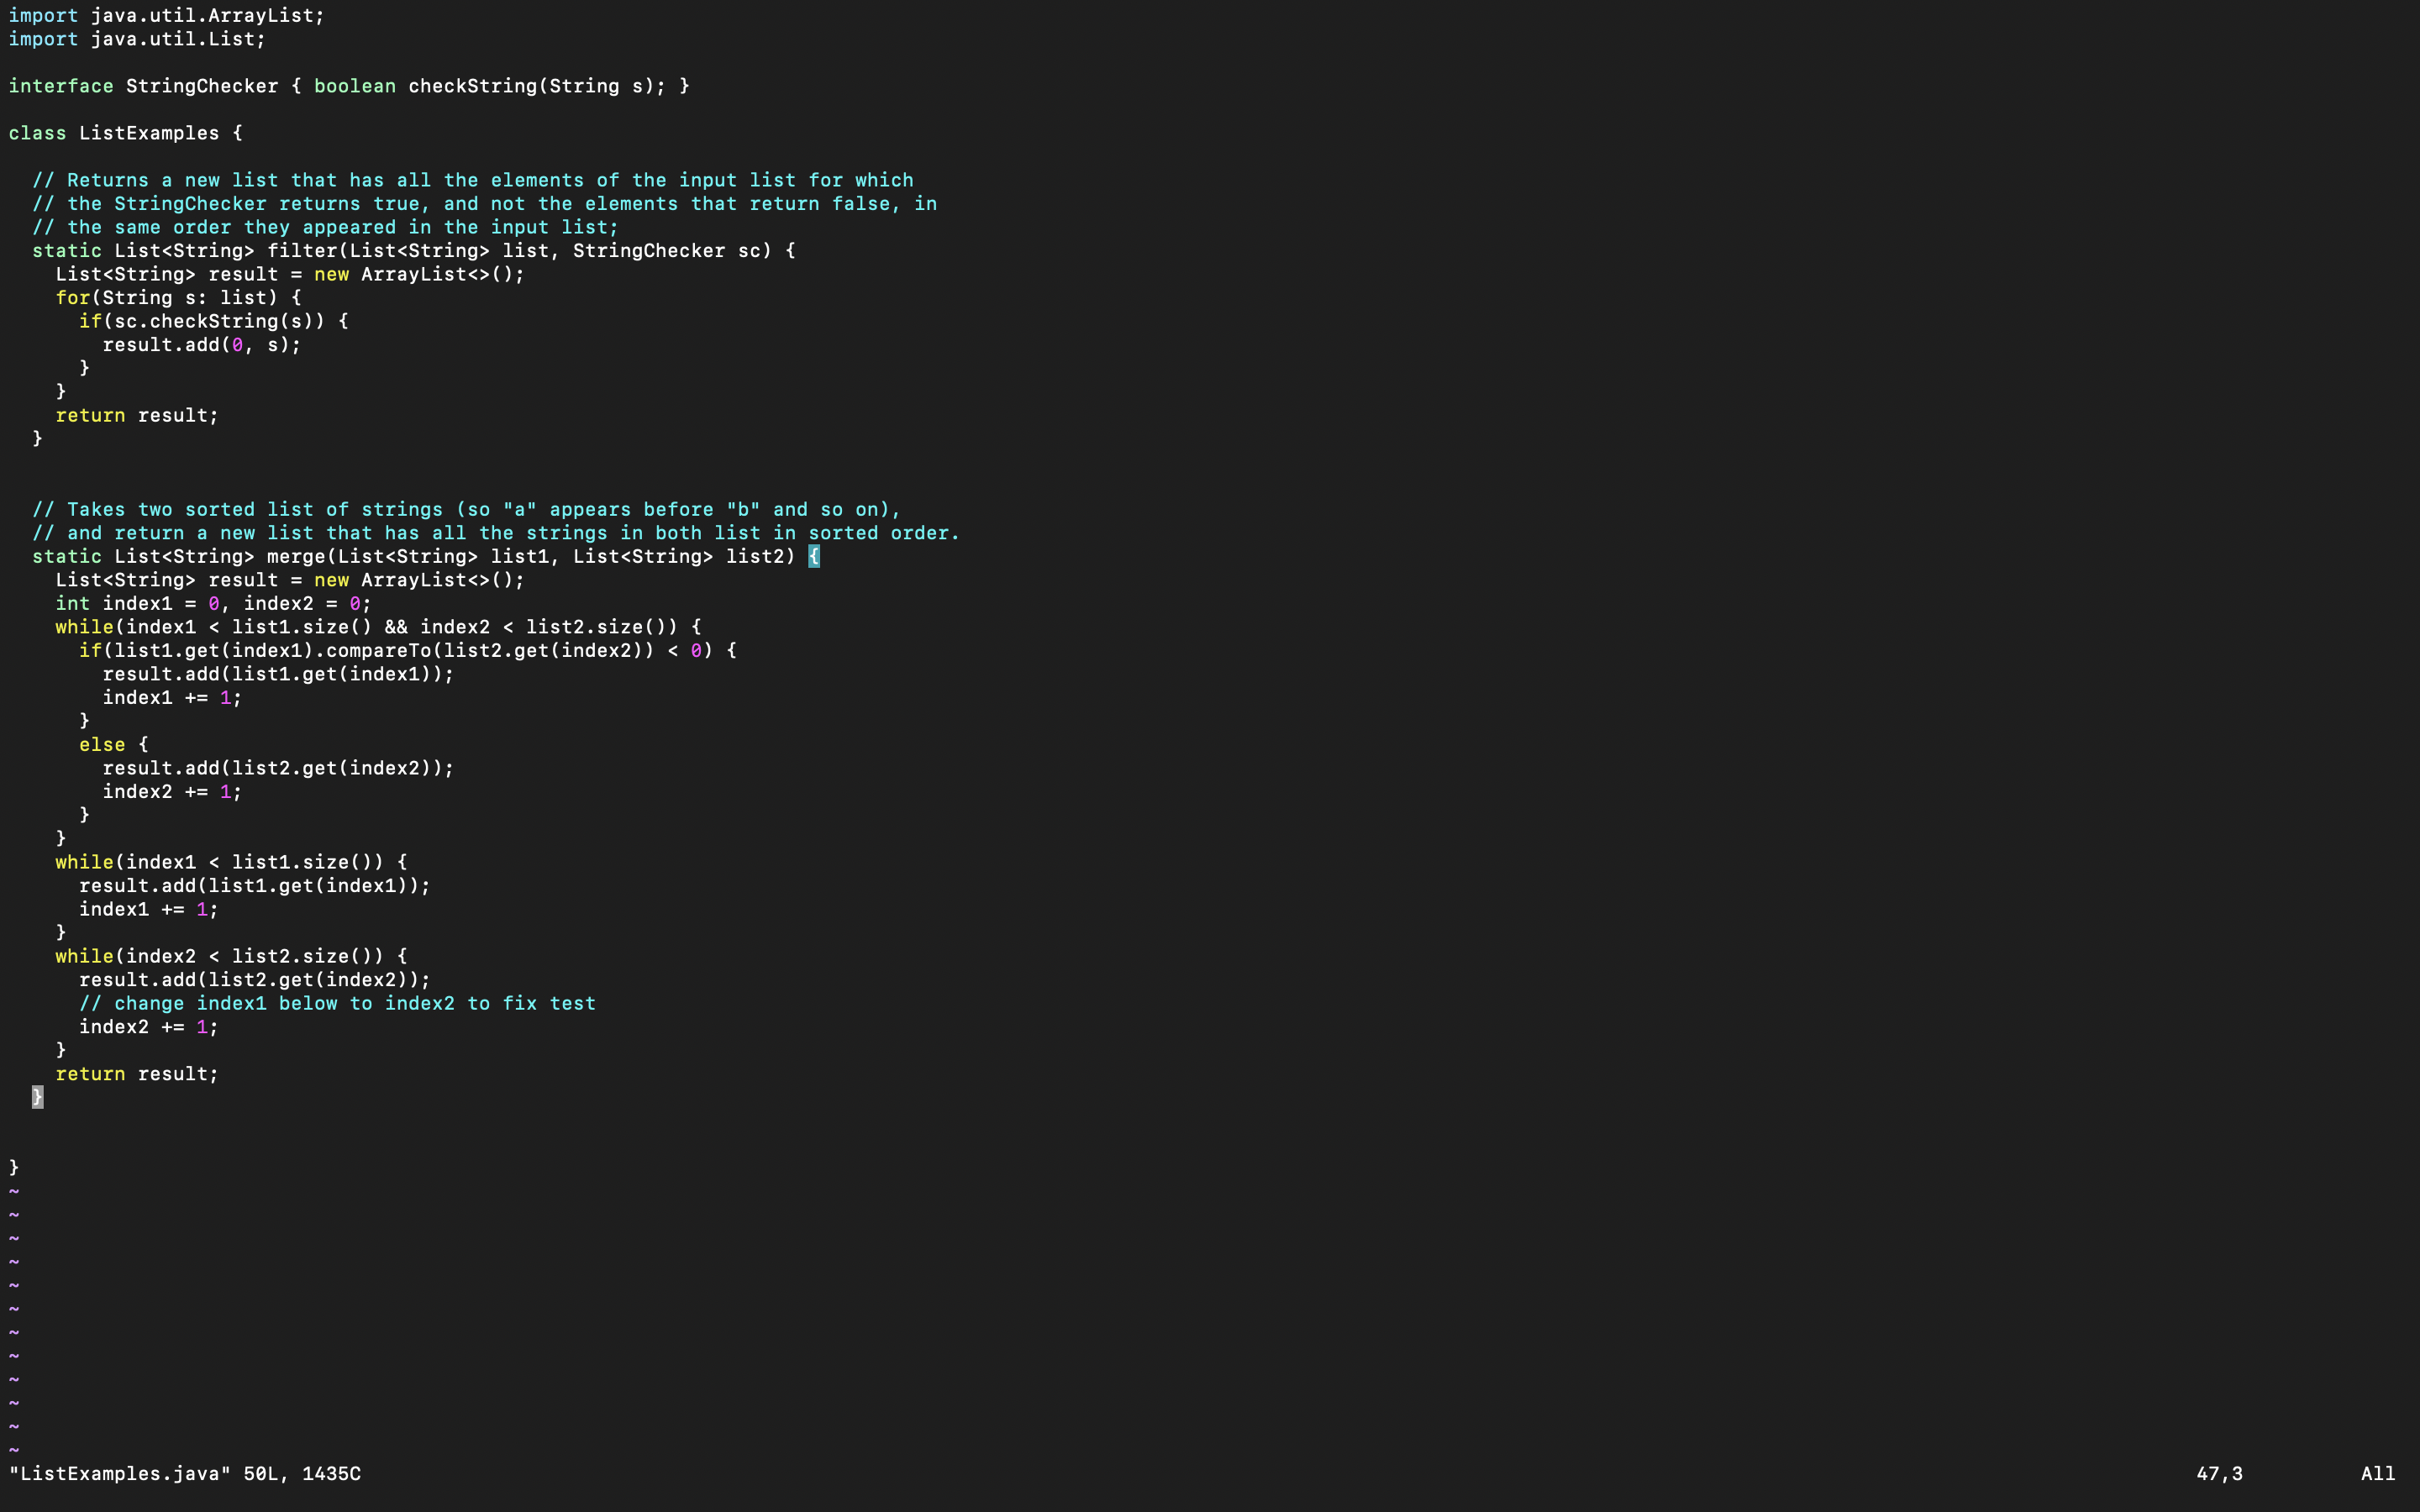 import java.util.ArrayList;
import java.util.List;

interface StringChecker { boolean checkString(String s); }

class ListExamples {

  // Returns a new list that has all the elements of the input list for which
  // the StringChecker returns true, and not the elements that return false, in
  // the same order they appeared in the input list;
  static List<String> filter(List<String> list, StringChecker sc) {
    List<String> result = new ArrayList<>();
    for(String s: list) {
      if(sc.checkString(s)) {
        result.add(0, s);
      }
    }
    return result;
  }


  // Takes two sorted list of strings (so "a" appears before "b" and so on),
  // and return a new list that has all the strings in both list in sorted order.
  static List<String> merge(List<String> list1, List<String> list2) {
    List<String> result = new ArrayList<>();
    int index1 = 0, index2 = 0;
    while(index1 < list1.size() && index2 < list2.size()) {
      if(list1.get(index1).compareTo(list2.get(index2)) < 0) {
        result.add(list1.get(index1));
        index1 += 1;
      }
      else {
        result.add(list2.get(index2));
        index2 += 1;
      }
    }
    while(index1 < list1.size()) {
      result.add(list1.get(index1));
      index1 += 1;
    }
    while(index2 < list2.size()) {
      result.add(list2.get(index2));
      // change index1 below to index2 to fix test
      index2 += 1;
    }
    return result;
  }


}
~
~
~
~
~
~
~
~
~
~
~
~
"ListExamples.java" 50L, 1435C 47,3 All